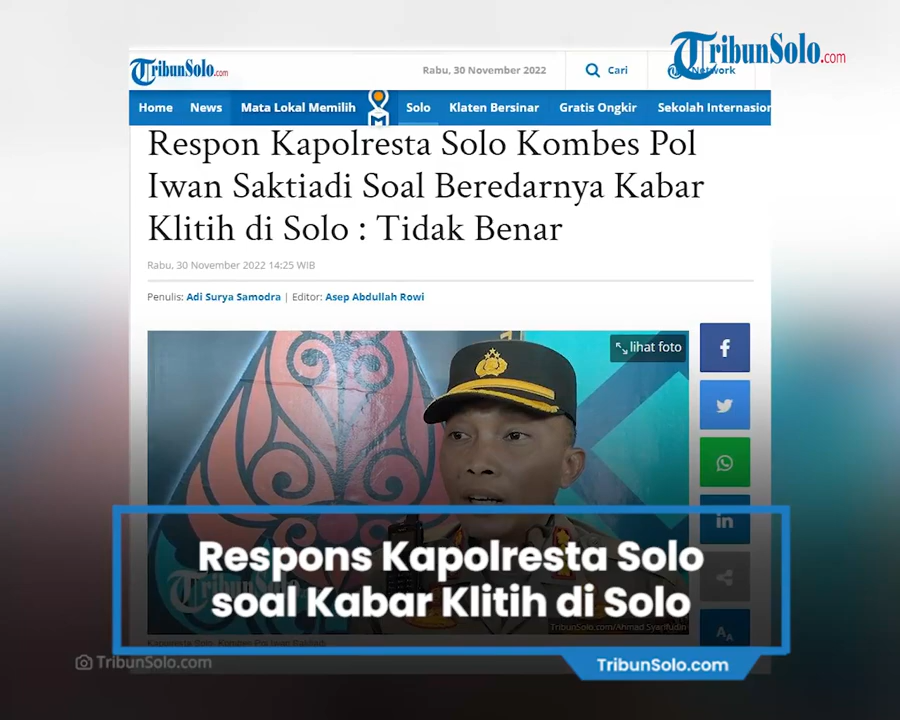 TribunSolo.com
TribunSolo.com
Rabu, 30 November 2022
Cari
Network
Home
News
Mata Lokal Memilih
Solo
Klaten Bersinar
Gratis Ongkir
Sekolah Internasion
Respon Kapolresta Solo Kombes Pol
Iwan Saktiadi Soal Beredarnya Kabar
Klitih di Solo : Tidak Benar
Rabu, 30 November 2022 14:25 WIB
Penulis: Adi Surya Samodra | Editor: Asep Abdullah Rowi
lihat foto
Respons Kapolresta Solo
soal Kabar Klitih di Solo
TribunSolo.com/Ahmad Syarifudin
AA
TribunSolo.com
TribunSolo.com